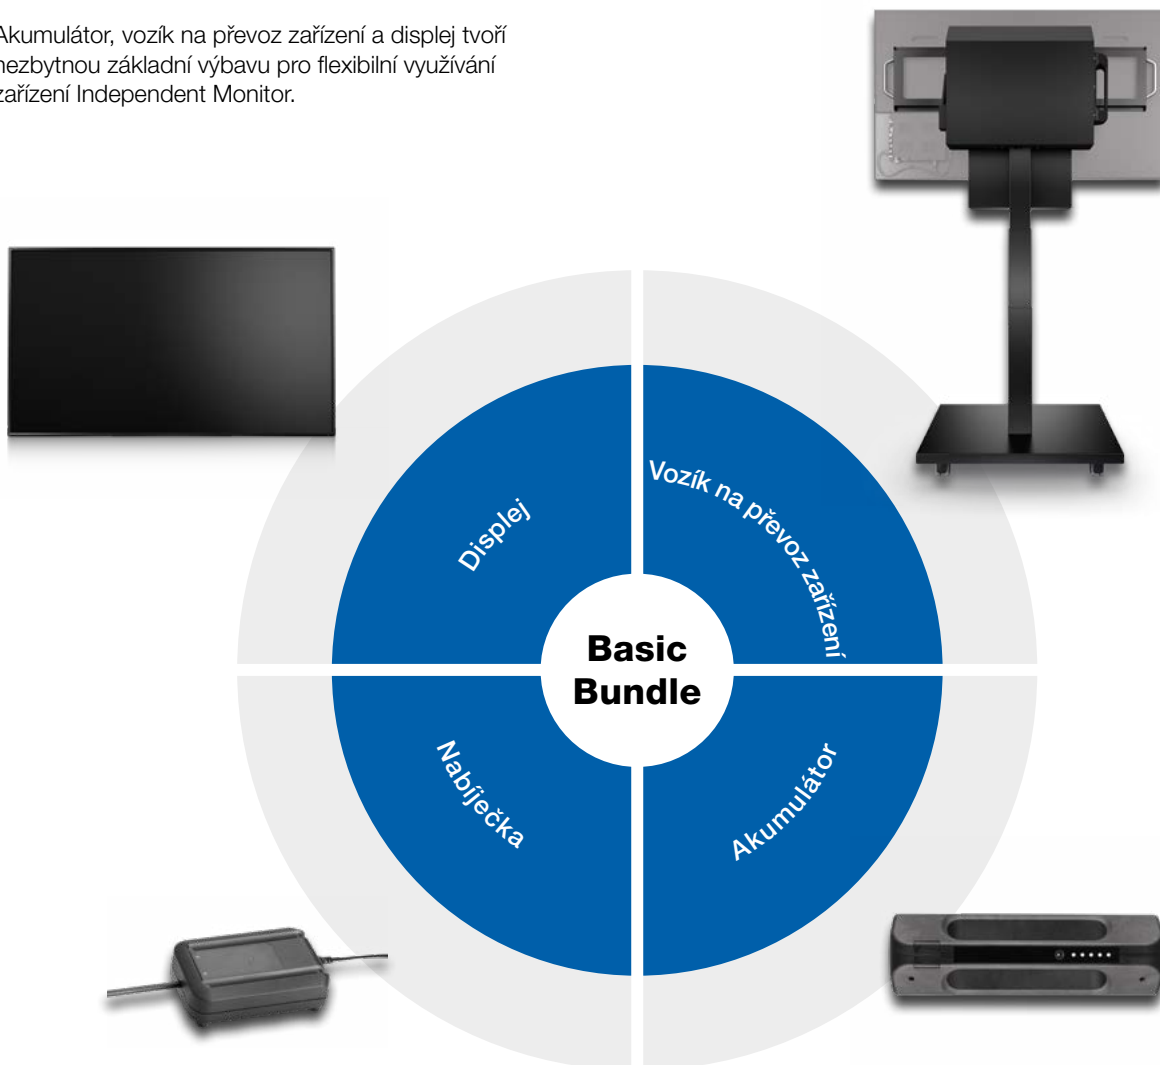 Akumulátor, vozík na převoz zařízení a displej tvoří
nezbytnou základní výbavu pro flexibilní využívání
zařízení Independent Monitor.
Displej
Vozík na převoz zařízení
Basic
Bundle
Nabíječka
Akumulátor